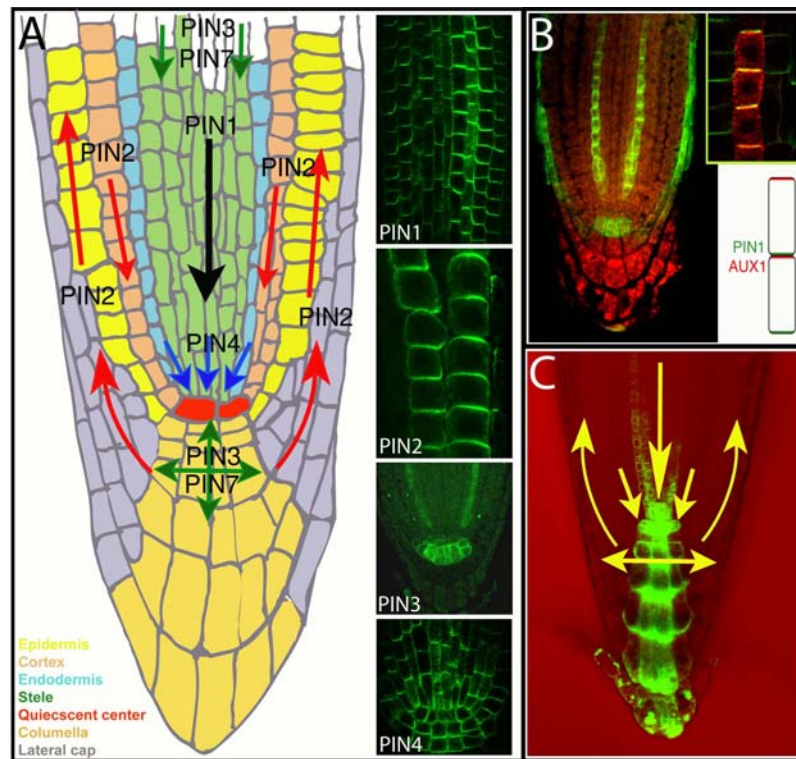 A
PIN3
PIN7
PIN1
PIN2
PIN2
PIN2
PIN2
PIN4
PIN3
PIN7
Epidermis
Cortex
Endodermis
Stele
Quiecscent center
Columella
Lateral cap
PIN1
PIN2
PIN3
PIN4
B
PIN1
AUX1
C